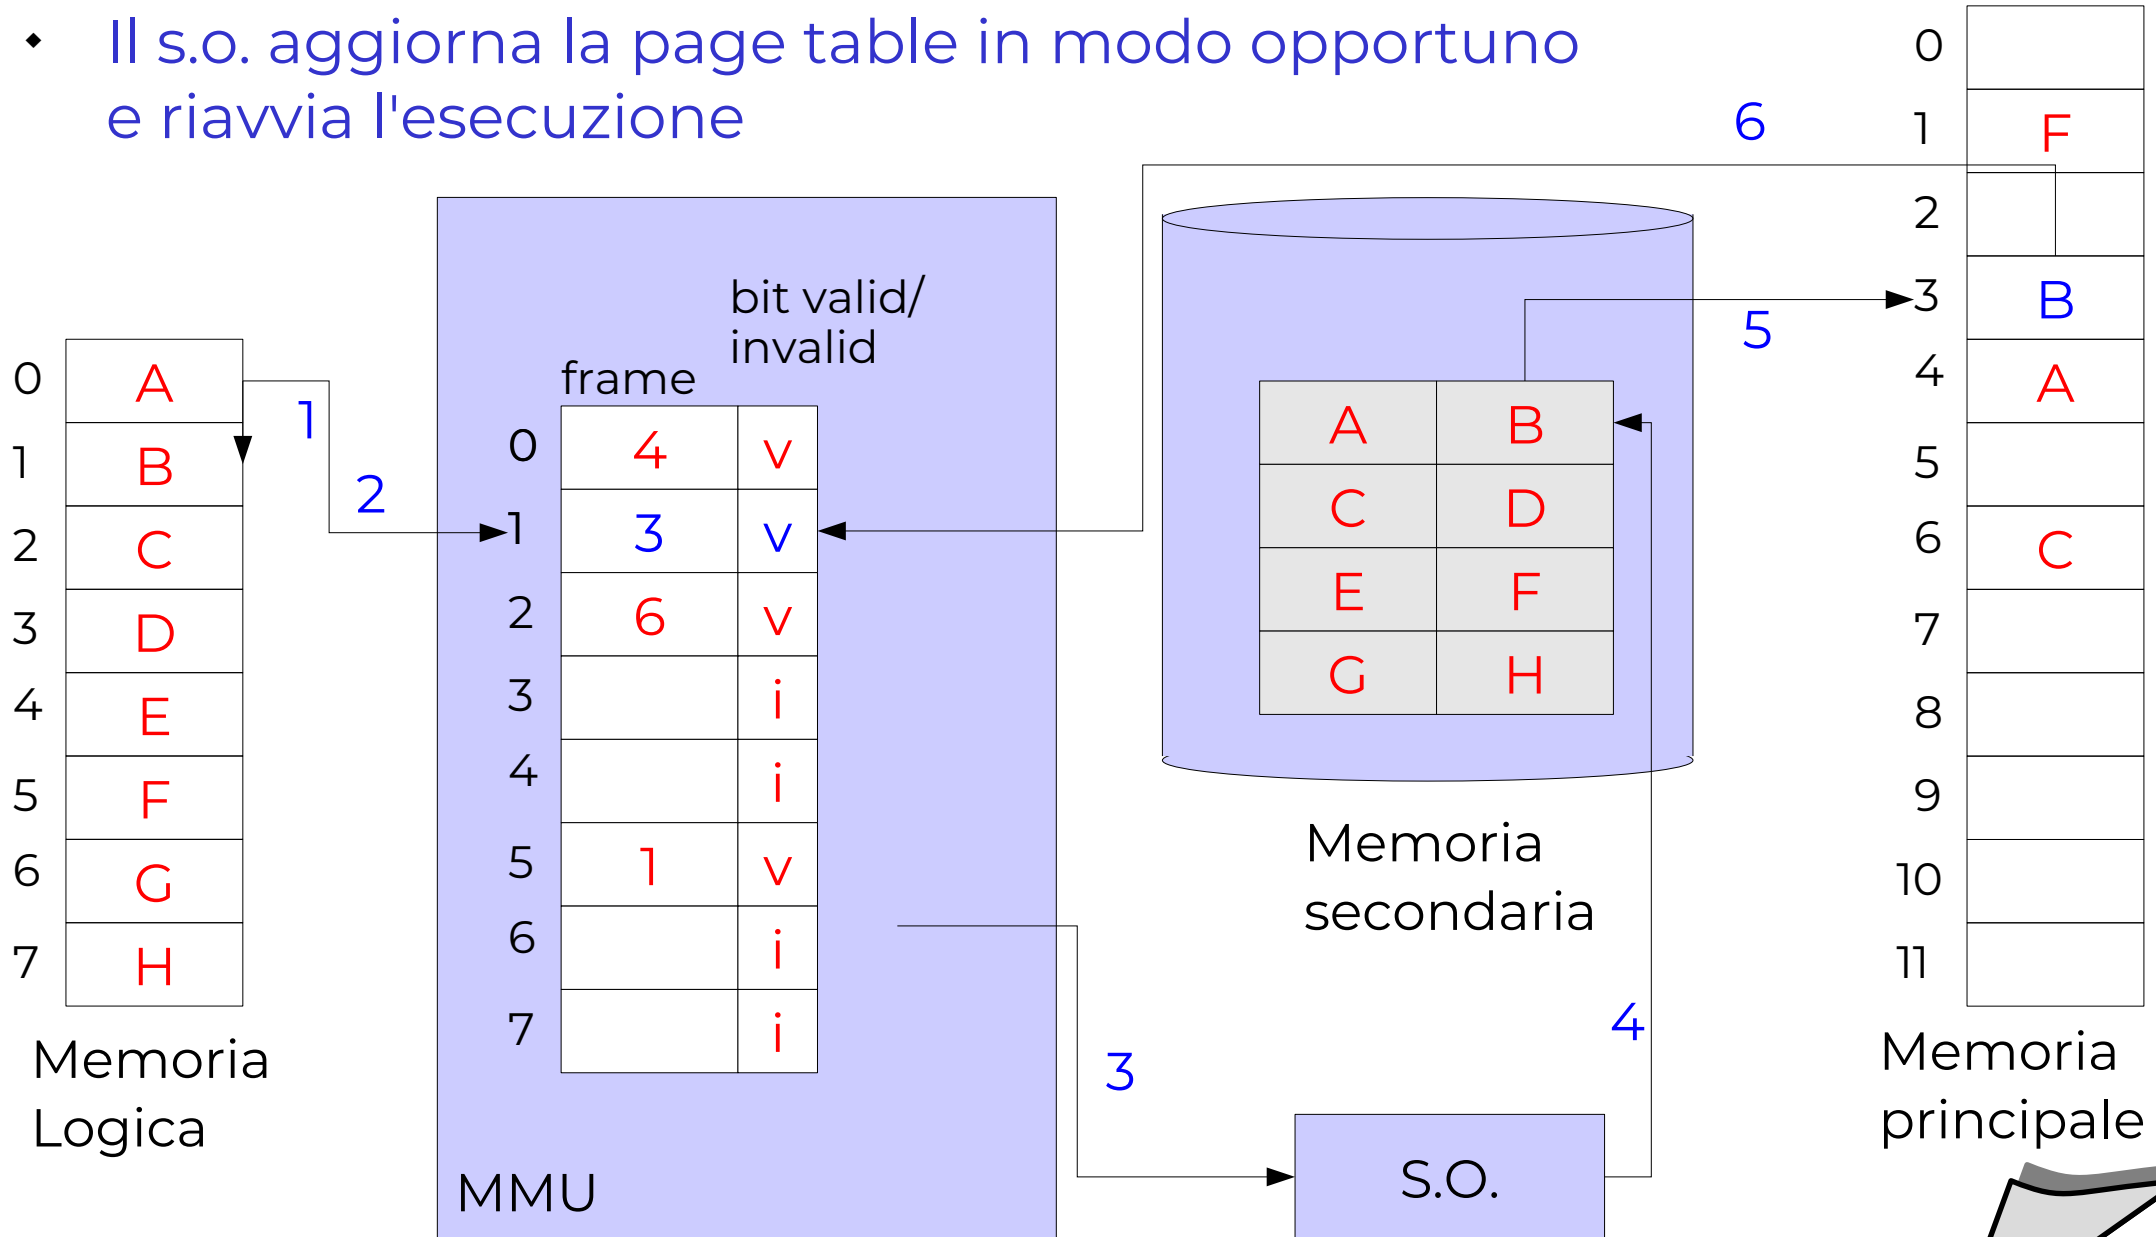 Il s.o. aggiorna la page table in modo opportuno
e riavvia l'esecuzione
0 A
1 B
2 C
3 D
4 E
5 F
6 G
7 H
Memoria
Logica
1
2
bit valid/
invalid
frame
0 4 v
1 3 v
2 6 v
3 i
4 i
5 1 v
6 i
7 i
MMU
3
S.O.
4
A B
C D
E F
G H
Memoria
secondaria
5
6
0
1 F
2
3 B
4 A
5
6 C
7
8
9
10
11
Memoria
principale